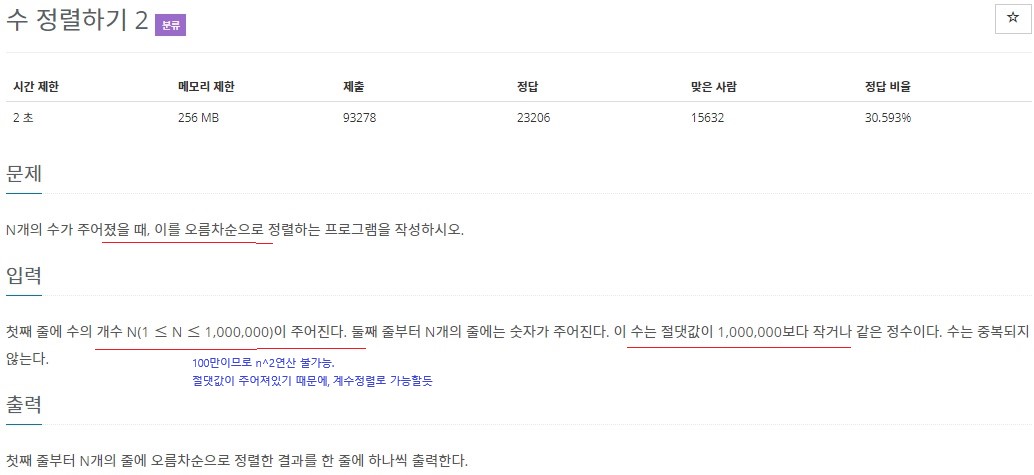 수 정렬하기 2 분류
☆
시간 제한 메모리 제한 제출 정답 맞은 사람 정답 비율
2 초 256 MB 93278 23206 15632 30.593%
문제
N개의 수가 주어졌을 때, 이를 오름차순으로 정렬하는 프로그램을 작성하시오.
입력
첫째 줄에 수의 개수 N(1 ≤ N ≤ 1,000,000)이 주어진다. 둘째 줄부터 N개의 줄에는 숫자가 주어진다. 이 수는 절댓값이 1,000,000보다 작거나 같은 정수이다. 수는 중복되지
않는다.
100만이므로 n^2연산 불가능.
절댓값이 주어져있기 때문에, 계수정렬로 가능할듯
출력
첫째 줄부터 N개의 줄에 오름차순으로 정렬한 결과를 한 줄에 하나씩 출력한다.